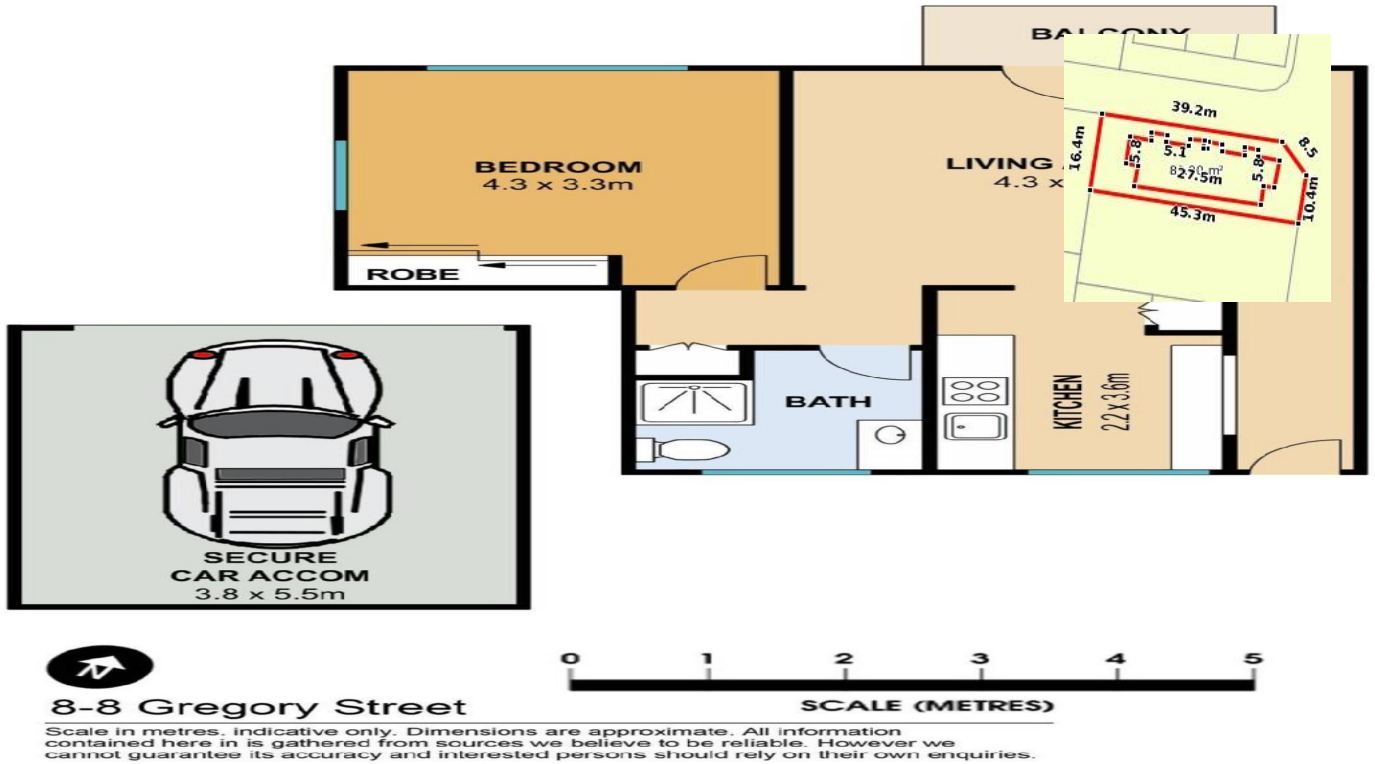 BALCONY
39.2m
8.5
16.4m
5.8
5.1
5.8
27.5m
10.4m
45.3m
BEDROOM
4.3 x 3.3m
LIVING
4.3 x
ROBE
BATH
KITCHEN
2.2 x 3.6m
SECURE
CAR ACCOM
3.8 x 5.5m
0 1 2 3 4 5
SCALE (METRES)
N
8-8 Gregory Street
Scale in metres. indicative only. Dimensions are approximate. All information
contained here in is gathered from sources we believe to be reliable. However we
cannot guarantee its accuracy and interested persons should rely on their own enquiries.